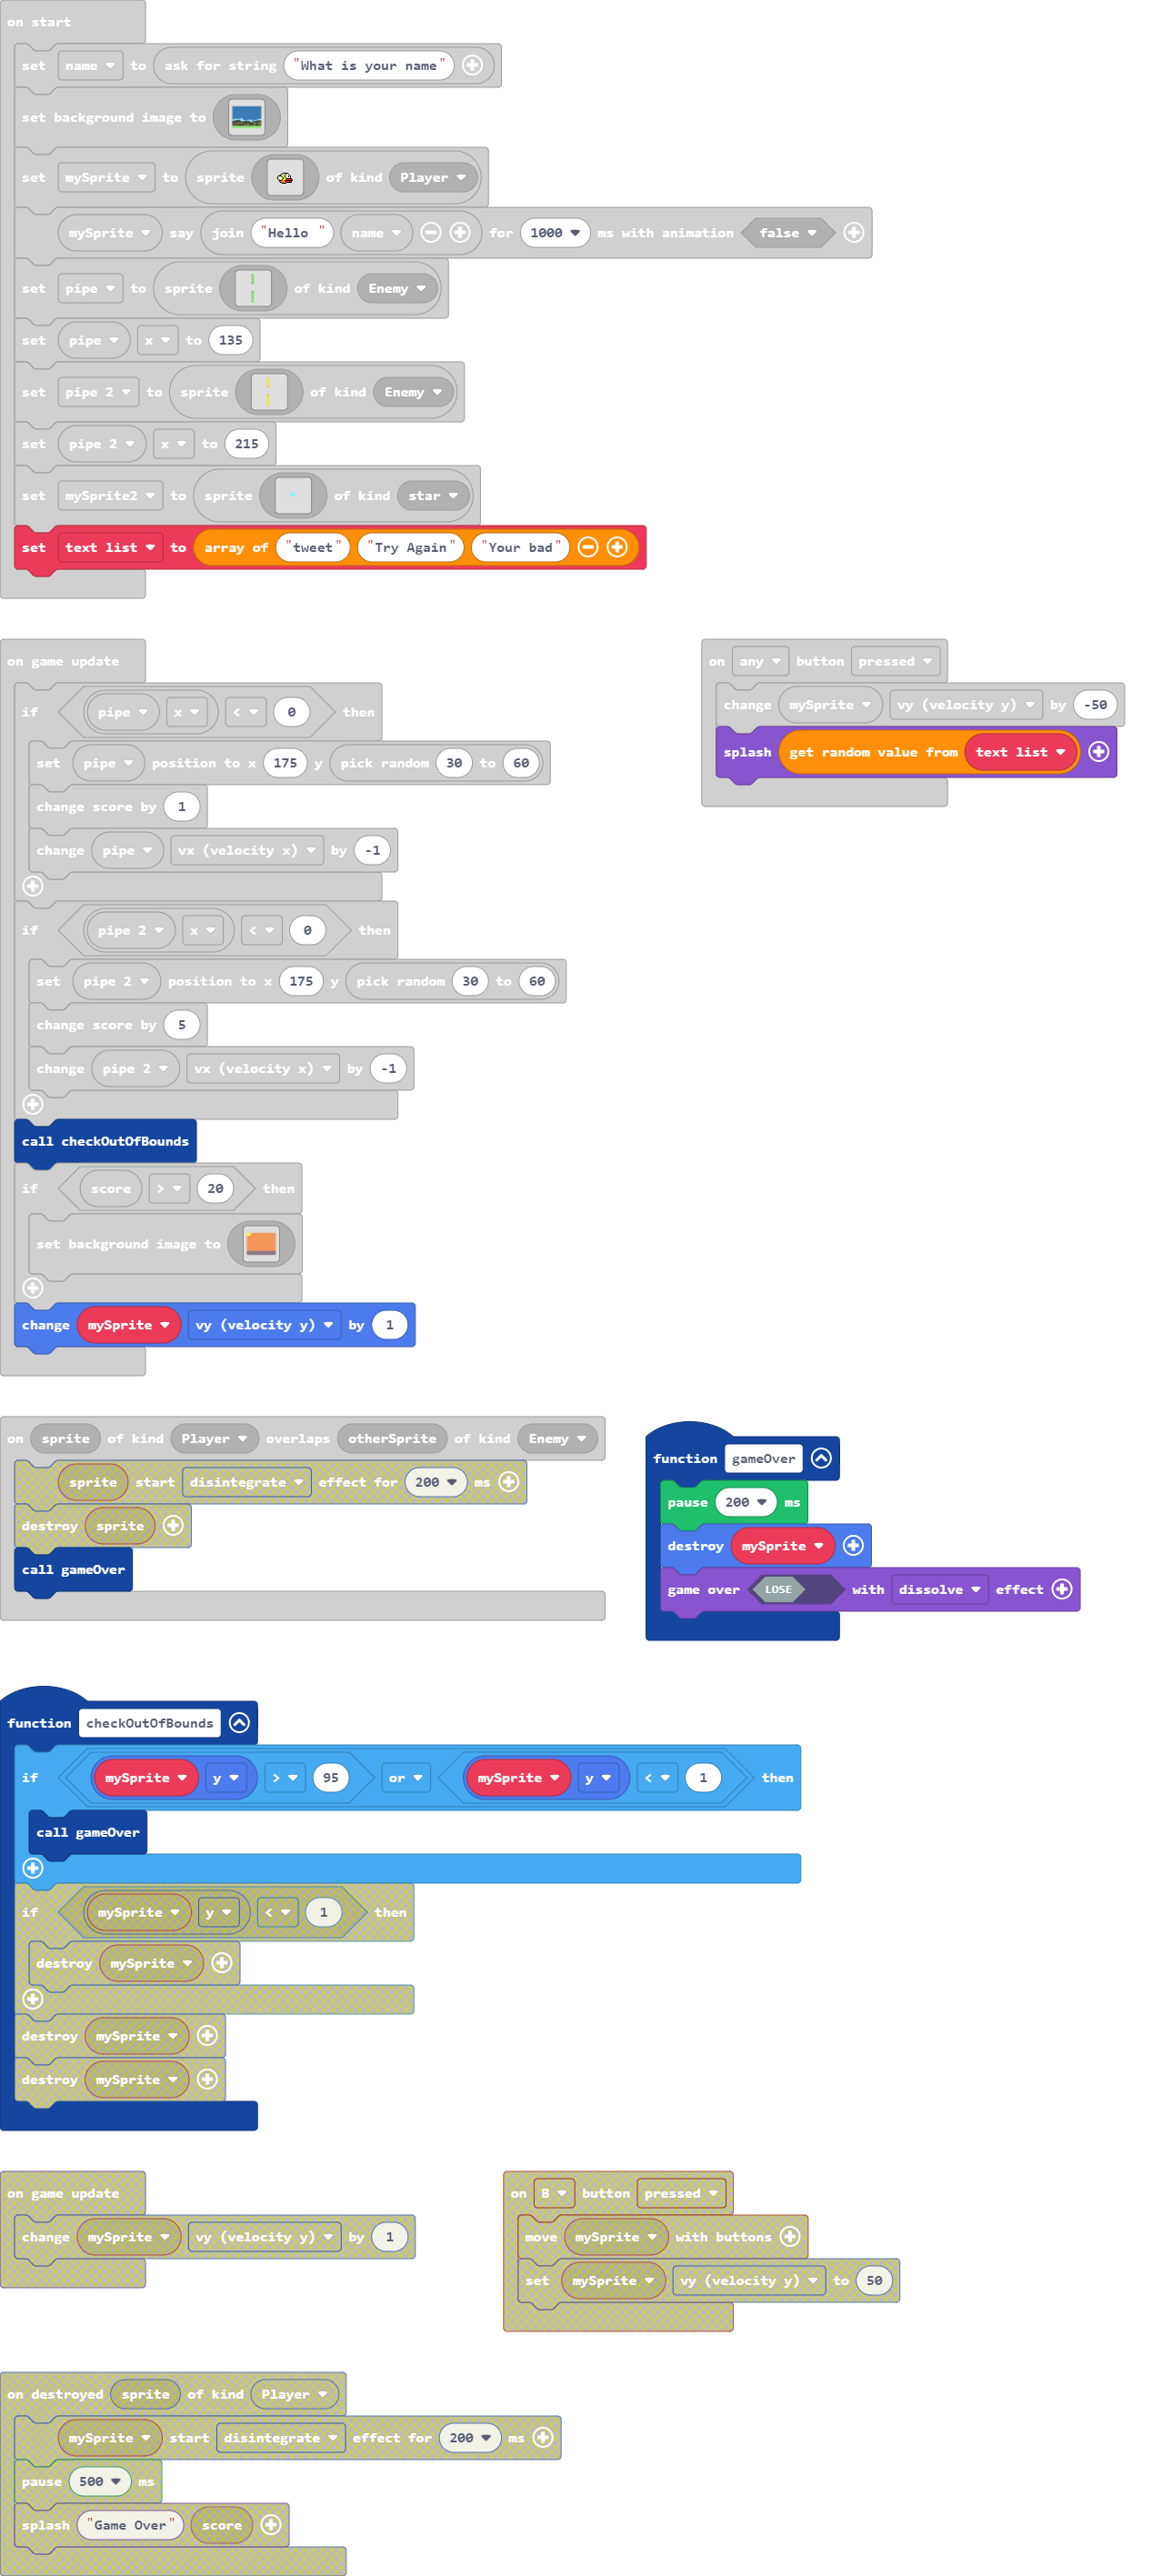 on start
set name to ask for string "What is your name"
set background image to
set mySprite to sprite of kind Player
mySprite say join "Hello " name for 1000 ms with animation false
set pipe to sprite of kind Enemy
set pipe x to 135
set pipe 2 to sprite of kind Enemy
set pipe 2 x to 215
set mySprite2 to sprite of kind star
set text list to array of "tweet" "Try Again" "Your bad"
on game update
if pipe x < 0 then
set pipe position to x 175 y pick random 30 to 60
change score by 1
change pipe vx (velocity x) by -1
if pipe 2 x < 0 then
set pipe 2 position to x 175 y pick random 30 to 60
change score by 5
change pipe 2 vx (velocity x) by -1
call checkOutOfBounds
if score > 20 then
set background image to
change mySprite vy (velocity y) by 1
on any button pressed
change mySprite vy (velocity y) by -50
splash get random value from text list
on sprite of kind Player overlaps otherSprite of kind Enemy
sprite start disintegrate effect for 200 ms
destroy sprite
call gameOver
function gameOver
pause 200 ms
destroy mySprite
game over LOSE with dissolve effect
function checkOutOfBounds
if mySprite y > 95 or mySprite y < 1 then
call gameOver
if mySprite y < 1 then
destroy mySprite
destroy mySprite
destroy mySprite
on game update
change mySprite vy (velocity y) by 1
on B button pressed
move mySprite with buttons
set mySprite vy (velocity y) to 50
on destroyed sprite of kind Player
mySprite start disintegrate effect for 200 ms
pause 500 ms
splash "Game Over" score